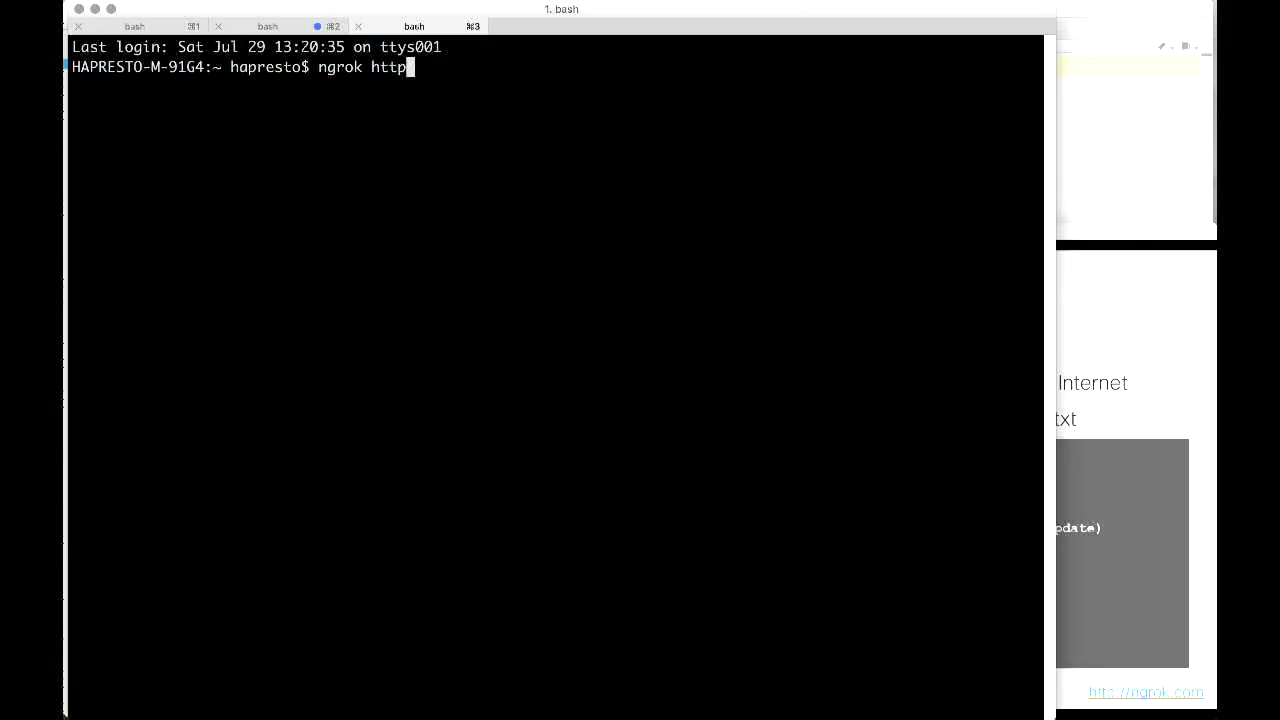 1. bash
bash ⌘1 bash ⌘2 bash ⌘3
Last login: Sat Jul 29 13:20:35 on ttys001
HAPRESTO-M-91G4:~ hapresto$ ngrok http
Internet
txt
pdate)
http://ngrok.com